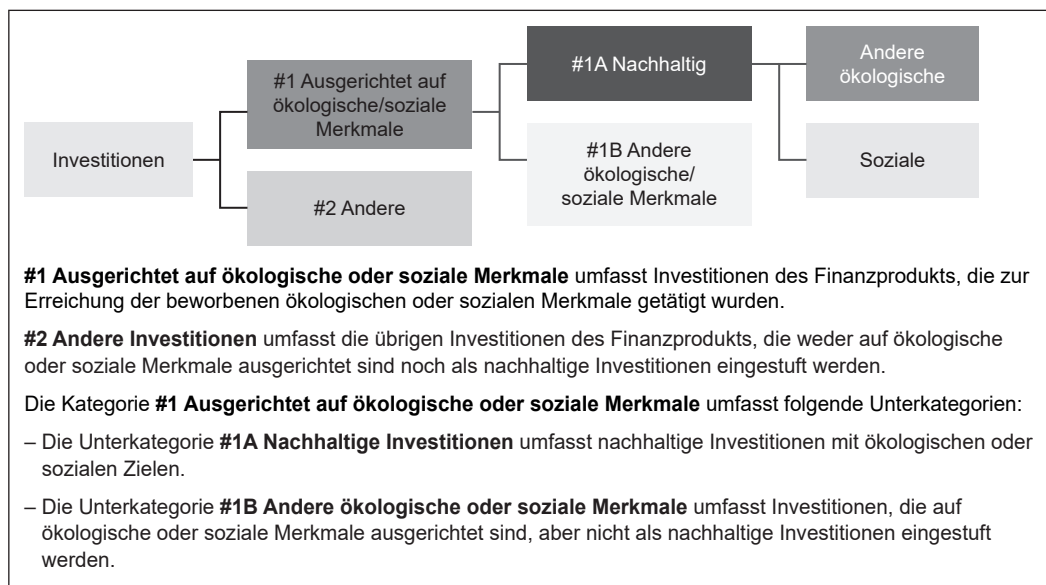 Investitionen
#1 Ausgerichtet auf
ökologische/soziale
Merkmale
#2 Andere
#1A Nachhaltig
#1B Andere
ökologische/
soziale Merkmale
Andere
ökologische
Soziale
#1 Ausgerichtet auf ökologische oder soziale Merkmale umfasst Investitionen des Finanzprodukts, die zur
Erreichung der beworbenen ökologischen oder sozialen Merkmale getätigt wurden.
#2 Andere Investitionen umfasst die übrigen Investitionen des Finanzprodukts, die weder auf ökologische
oder soziale Merkmale ausgerichtet sind noch als nachhaltige Investitionen eingestuft werden.
Die Kategorie #1 Ausgerichtet auf ökologische oder soziale Merkmale umfasst folgende Unterkategorien:
– Die Unterkategorie #1A Nachhaltige Investitionen umfasst nachhaltige Investitionen mit ökologischen oder
sozialen Zielen.
– Die Unterkategorie #1B Andere ökologische oder soziale Merkmale umfasst Investitionen, die auf
ökologische oder soziale Merkmale ausgerichtet sind, aber nicht als nachhaltige Investitionen eingestuft
werden.